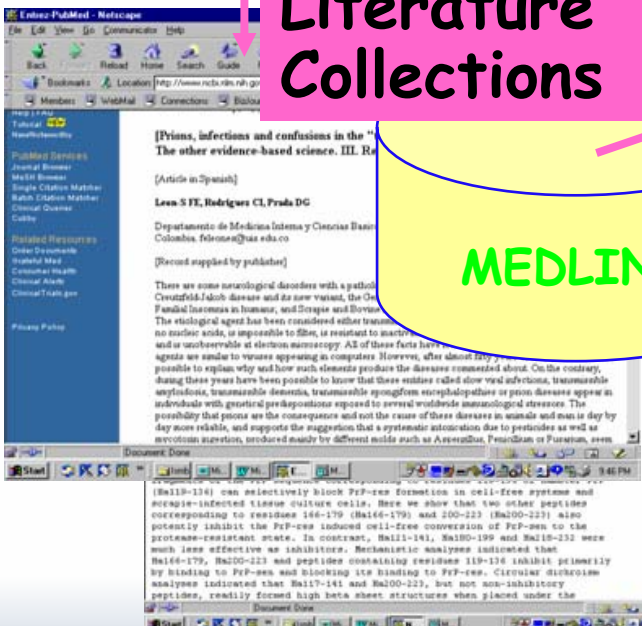 Entrez-PubMed - Netscape
File Edit View Go Communicator Help
Back Reload Home Search Guide
Bookmarks Location: http://www.ncbi.nlm.nih.gov
Members WebMail Connections BizJour
Literature
Collections
MEDLIN
Help | FAQ
Tutorial
New/Noteworthy
PubMed Services
Journal Browser
MeSH Browser
Single Citation Matcher
Batch Citation Matcher
Clinical Queries
Cubby
Related Resources
Order Documents
Grateful Med
Consumer Health
Clinical Alerts
ClinicalTrials.gov
Privacy Policy
[Prions, infections and confusions in the "
The other evidence-based science. III. R
[Article in Spanish]
Leon-S FE, Rodriguez CI, Prada DG
Departamento de Medicina Interna y Ciencias Basic
Colombia. feleones@uis.edu.co
[Record supplied by publisher]
There are some neurological disorders with a pathol
Creutzfeld-Jakob disease and its new variant, the Ge
Familial Insomnia in humans, and Scrapie and Bovine
The etiological agent has been considered either transm
no nucleic acids, is impossible to filter, is resistant to inactiv
and is unobservable at electron microscopy. All of these facts have
agents are similar to viruses appearing in computers. However, after almost fifty y
possible to explain why and how such elements produce the diseases commented about. On the contrary,
during these years have been possible to know that these entities called slow viral infections, transmissible
amyloidosis, transmissible dementia, transmissible spongiform encephalopathies or prion diseases appear in
individuals with genetical predispositions exposed to several worldwide immunological stressors. The
possibility that prions are the consequence and not the cause of these diseases in animals and man is day by
day more reliable, and supports the suggestion that a systematic intoxication due to pesticides as well as
mycotoxin ingestion, produced mainly by different molds such as Aspergillus, Penicillium or Fusarium, seem
Document: Done
Start 9:46 PM
(Ha119-136) can selectively block PrP-res formation in cell-free systems and
scrapie-infected tissue culture cells. Here we show that two other peptides
corresponding to residues 166-179 (Ha166-179) and 200-223 (Ha200-223) also
potently inhibit the PrP-res induced cell-free conversion of PrP-sen to the
protease-resistant state. In contrast, Ha121-141, Ha180-199 and Ha218-232 were
much less effective as inhibitors. Mechanistic analyses indicated that
Ha166-179, Ha200-223 and peptides containing residues 119-136 inhibit primarily
by binding to PrP-sen and blocking its binding to PrP-res. Circular dichroism
analyses indicated that Ha117-141 and Ha200-223, but not non-inhibitory
peptides, readily formed high beta sheet structures when placed under the
Document: Done
Start